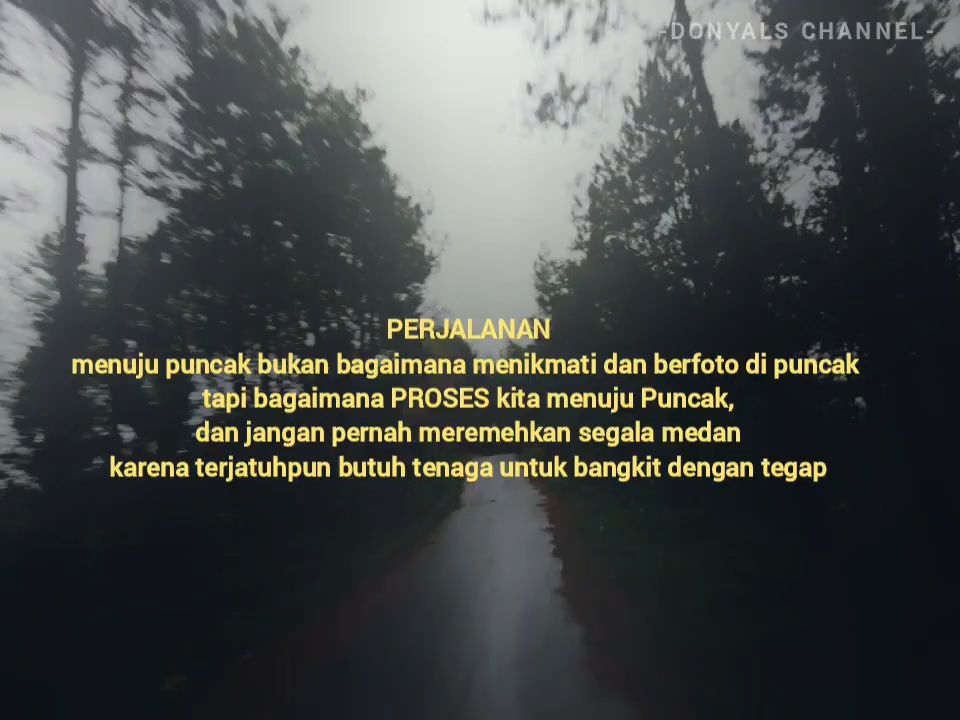 -DONYALS CHANNEL-
PERJALANAN
menuju puncak bukan bagaimana menikmati dan berfoto di puncak
tapi bagaimana PROSES kita menuju Puncak,
dan jangan pernah meremehkan segala medan
karena terjatuhpun butuh tenaga untuk bangkit dengan tegap